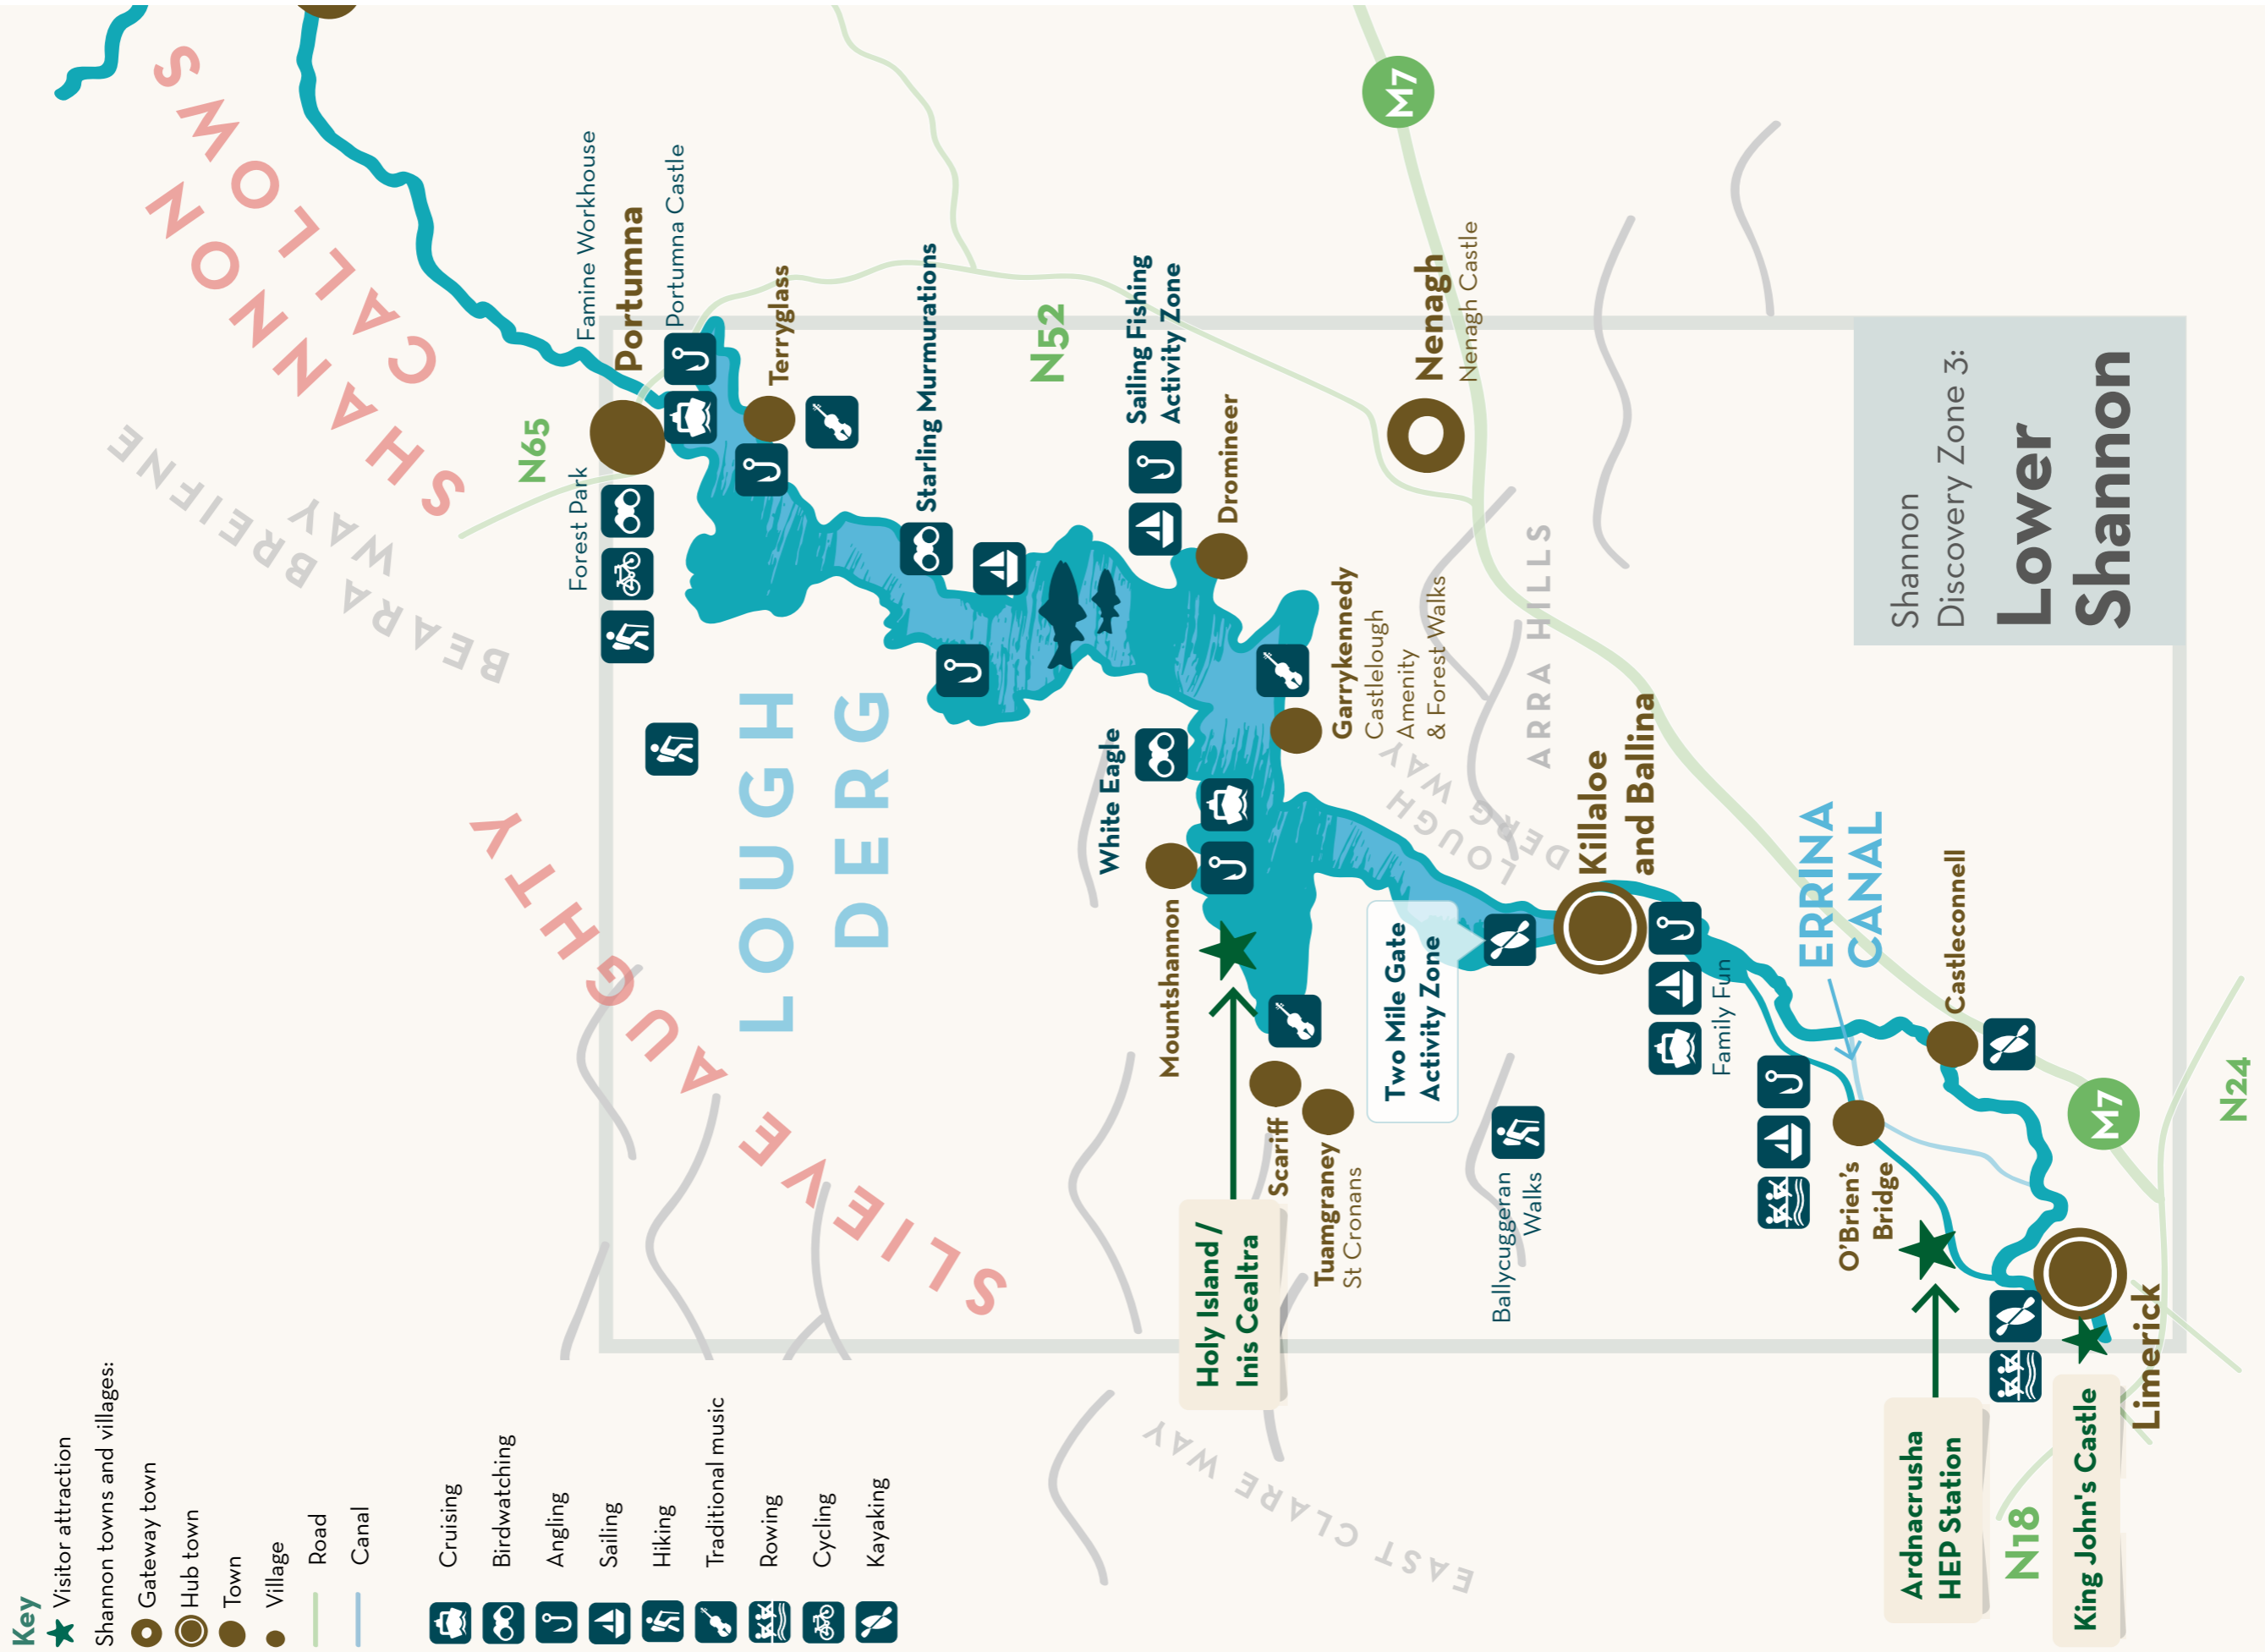 Key
Visitor attraction
Shannon towns and villages:
Gateway town
Hub town
Town
Village
Road
Canal
Cruising
Birdwatching
Angling
Sailing
Hiking
Traditional music
Rowing
Cycling
Kayaking
SHANNON
CALLOWS
BEARA BREIFNE
WAY
SLIEVE AUGHTY
N65
Famine Workhouse
Portumna
Portumna Castle
Forest Park
Terryglass
LOUGH
DERG
Starling Murmurations
N52
Sailing Fishing
Activity Zone
Dromineer
White Eagle
Mountshannon
Holy Island /
Inis Cealtra
Scariff
Tuamgraney
St Cronans
Garrykennedy
Castlelough
Amenity
& Forest Walks
M7
Nenagh
Nenagh Castle
LOUGH
DERG WAY
ARRA HILLS
Two Mile Gate
Activity Zone
Ballycuggeran
Walks
Killaloe
and Ballina
Family Fun
ERRINA
CANAL
O'Brien's
Bridge
Castleconnell
EAST CLARE WAY
Ardnacrusha
HEP Station
N18
King John's Castle
Limerick
M7
N24
Shannon
Discovery Zone 3:
Lower
Shannon